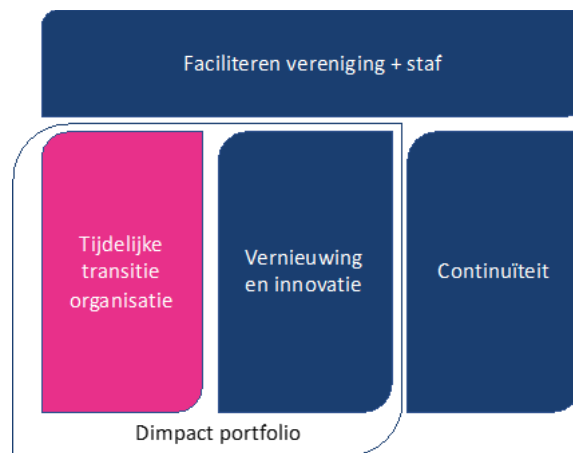 Faciliteren vereniging + staf
Tijdelijke
transitie
organisatie
Vernieuwing
en innovatie
Continuïteit
Dimpact portfolio